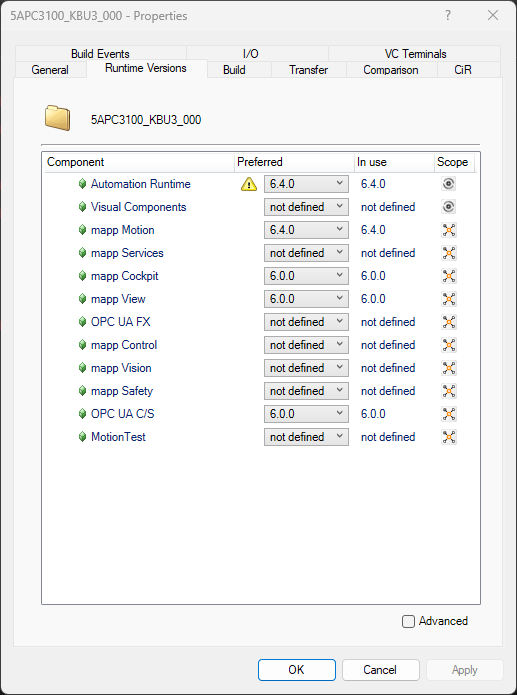 5APC3100_KBU3_000 - Properties
Build Events I/O VC Terminals
General Runtime Versions Build Transfer Comparison CiR
5APC3100_KBU3_000
Component Preferred In use Scope
Automation Runtime 6.4.0 6.4.0
Visual Components not defined not defined
mapp Motion 6.4.0 6.4.0
mapp Services not defined not defined
mapp Cockpit 6.0.0 6.0.0
mapp View 6.0.0 6.0.0
OPC UA FX not defined not defined
mapp Control not defined not defined
mapp Vision not defined not defined
mapp Safety not defined not defined
OPC UA C/S 6.0.0 6.0.0
MotionTest not defined not defined
Advanced
OK Cancel Apply